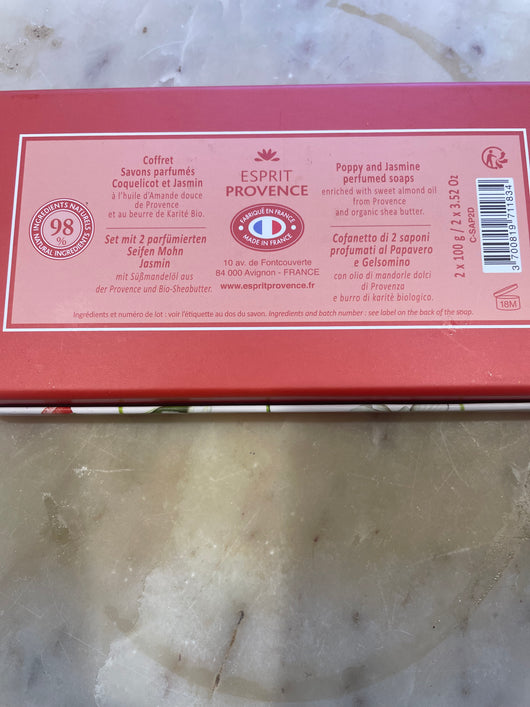 Coffret
Savons parfumés
Coquelicot et Jasmin
à l'huile d'Amande douce
de Provence
et au beurre de Karité Bio.
Set mit 2 parfümierten
Seifen Mohn
Jasmin
mit Süßmandelöl aus
der Provence und Bio-Sheabutter.
INGREDIENTS NATURELS
98
%
NATURAL INGREDIENTS
ESPRIT
PROVENCE
FABRIQUÉ EN FRANCE
MADE IN FRANCE
10 av. de Fontcouverte
84 000 Avignon - FRANCE
www.espritprovence.fr
Poppy and Jasmine
perfumed soaps
enriched with sweet almond oil
from Provence
and organic shea butter.
Cofanetto di 2 saponi
profumati al Papavero
e Gelsomino
con olio di mandorle dolci
di Provenza
e burro di karitè biologico.
2 x 100 g / 2 x 3.52 Oz
C-SAP2D
3 700819 711834
18M
Ingrédients et numéro de lot : voir l'étiquette au dos du savon. Ingredients and batch number : see label on the back of the soap.